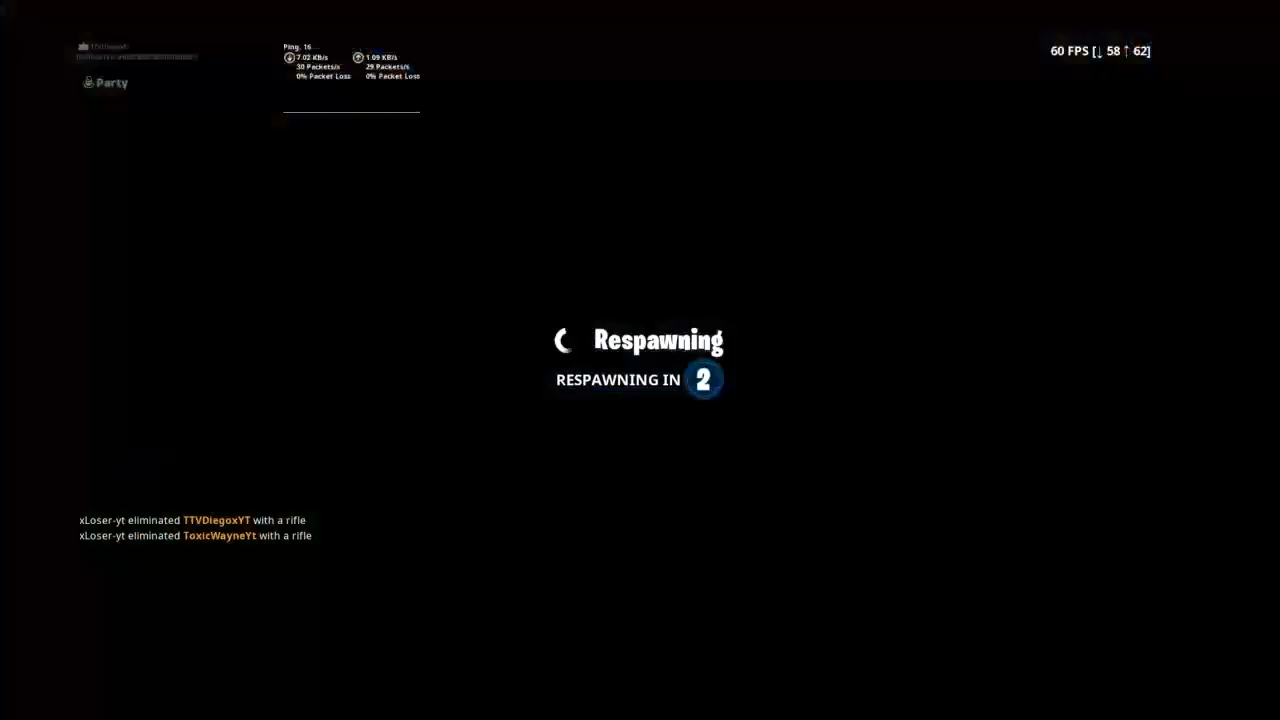 Ping. 16
7.02 KB/s 1.09 KB/s
30 Packets/s 29 Packets/s
0% Packet Loss 0% Packet Loss
60 FPS [↓ 58 ↑ 62]
Party
Respawning
RESPAWNING IN 2
xLoser-yt eliminated TTVDiegoxYT with a rifle
xLoser-yt eliminated ToxicWayneYt with a rifle